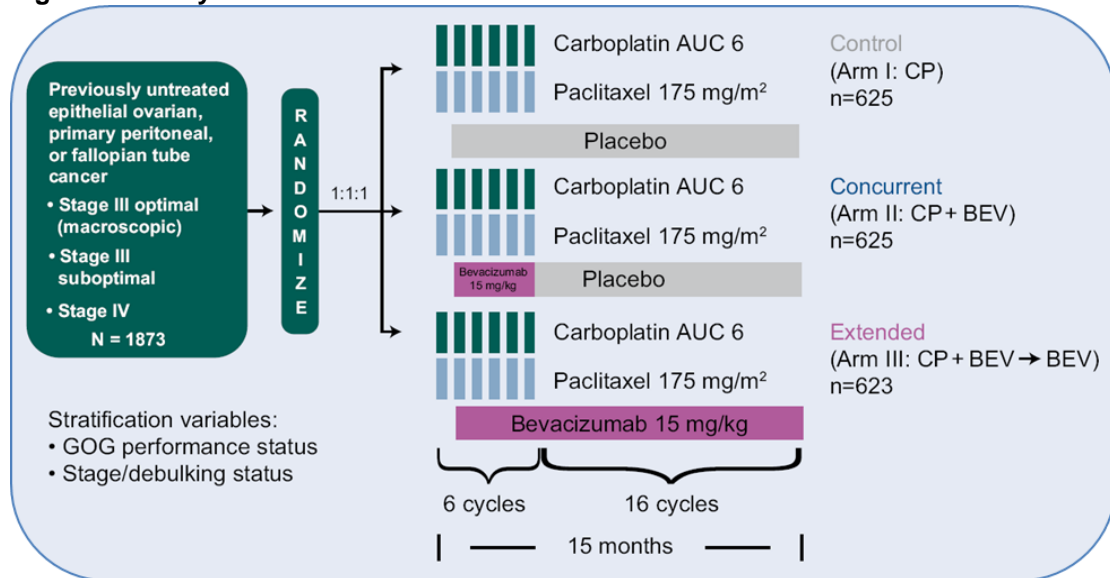 Previously untreated
epithelial ovarian,
primary peritoneal,
or fallopian tube
cancer
• Stage III optimal
(macroscopic)
• Stage III
suboptimal
• Stage IV
N = 1873
R
A
N
D
O
M
I
Z
E
1:1:1
Carboplatin AUC 6
Paclitaxel 175 mg/m²
Placebo
Control
(Arm I: CP)
n=625
Carboplatin AUC 6
Paclitaxel 175 mg/m²
Bevacizumab
15 mg/kg
Placebo
Concurrent
(Arm II: CP + BEV)
n=625
Carboplatin AUC 6
Paclitaxel 175 mg/m²
Bevacizumab 15 mg/kg
Extended
(Arm III: CP + BEV → BEV)
n=623
Stratification variables:
• GOG performance status
• Stage/debulking status
6 cycles
16 cycles
15 months